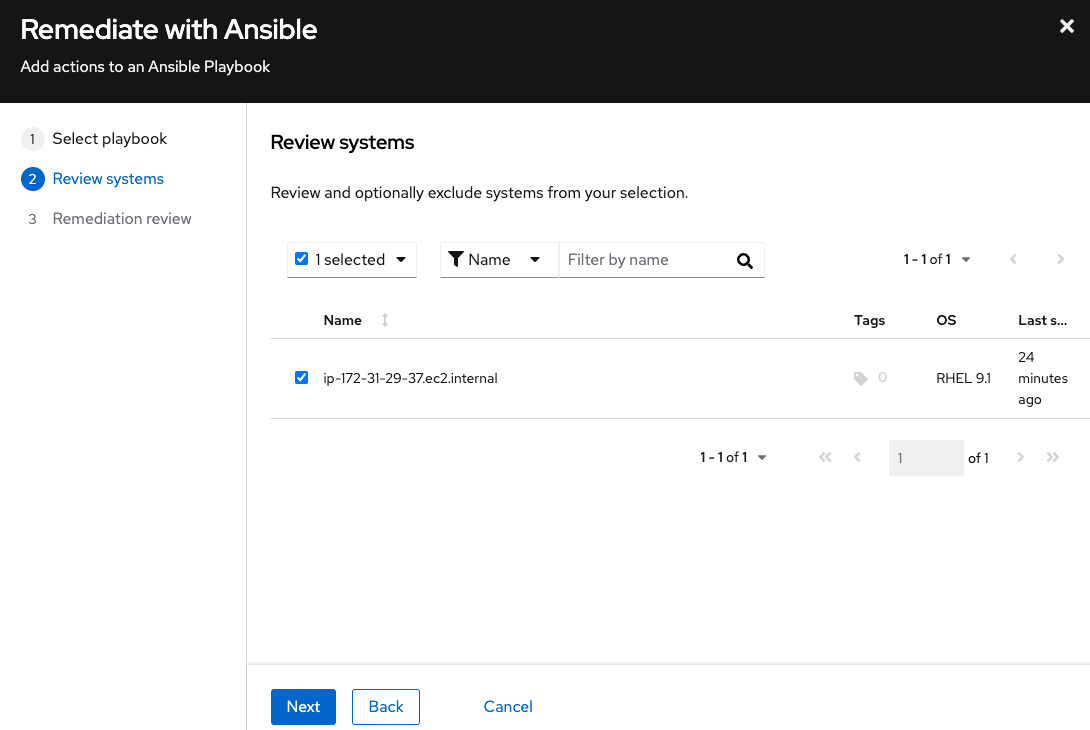 Remediate with Ansible
Add actions to an Ansible Playbook
1 Select playbook
2 Review systems
3 Remediation review
Review systems
Review and optionally exclude systems from your selection.
1 selected
Name
Filter by name
1 - 1 of 1
Name
Tags
OS
Last s...
ip-172-31-29-37.ec2.internal
0
RHEL 9.1
24
minutes
ago
1 - 1 of 1
1
of 1
Next
Back
Cancel